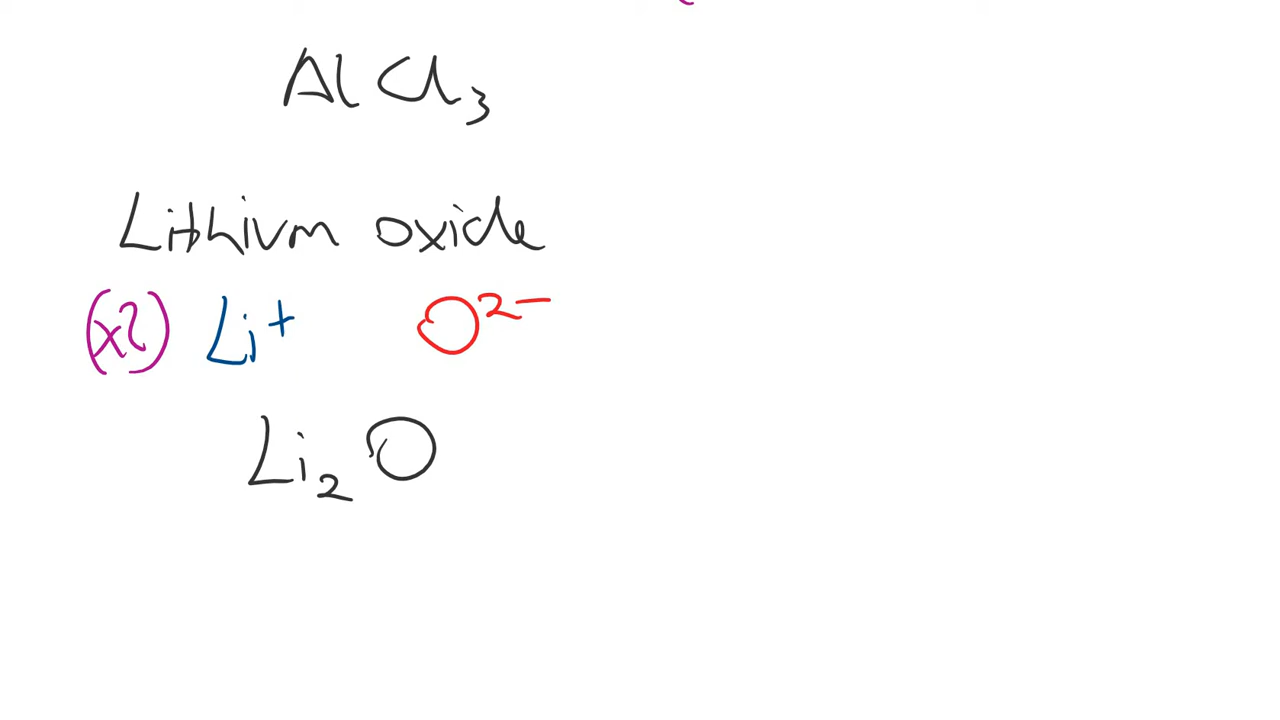 AlCl₃
Lithium oxide
(x2) Li⁺ O²⁻
Li₂O